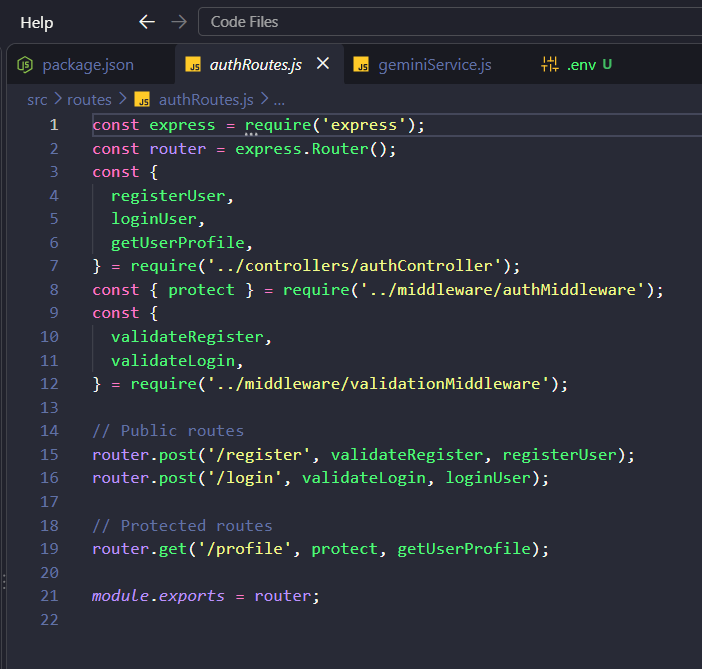 Help
Code Files
package.json
authRoutes.js
geminiService.js
.env U
src > routes > JS authRoutes.js > ...
1 const express = require('express');
2 const router = express.Router();
3 const {
4 registerUser,
5 loginUser,
6 getUserProfile,
7 } = require('../controllers/authController');
8 const { protect } = require('../middleware/authMiddleware');
9 const {
10 validateRegister,
11 validateLogin,
12 } = require('../middleware/validationMiddleware');
13
14 // Public routes
15 router.post('/register', validateRegister, registerUser);
16 router.post('/login', validateLogin, loginUser);
17
18 // Protected routes
19 router.get('/profile', protect, getUserProfile);
20
21 module.exports = router;
22